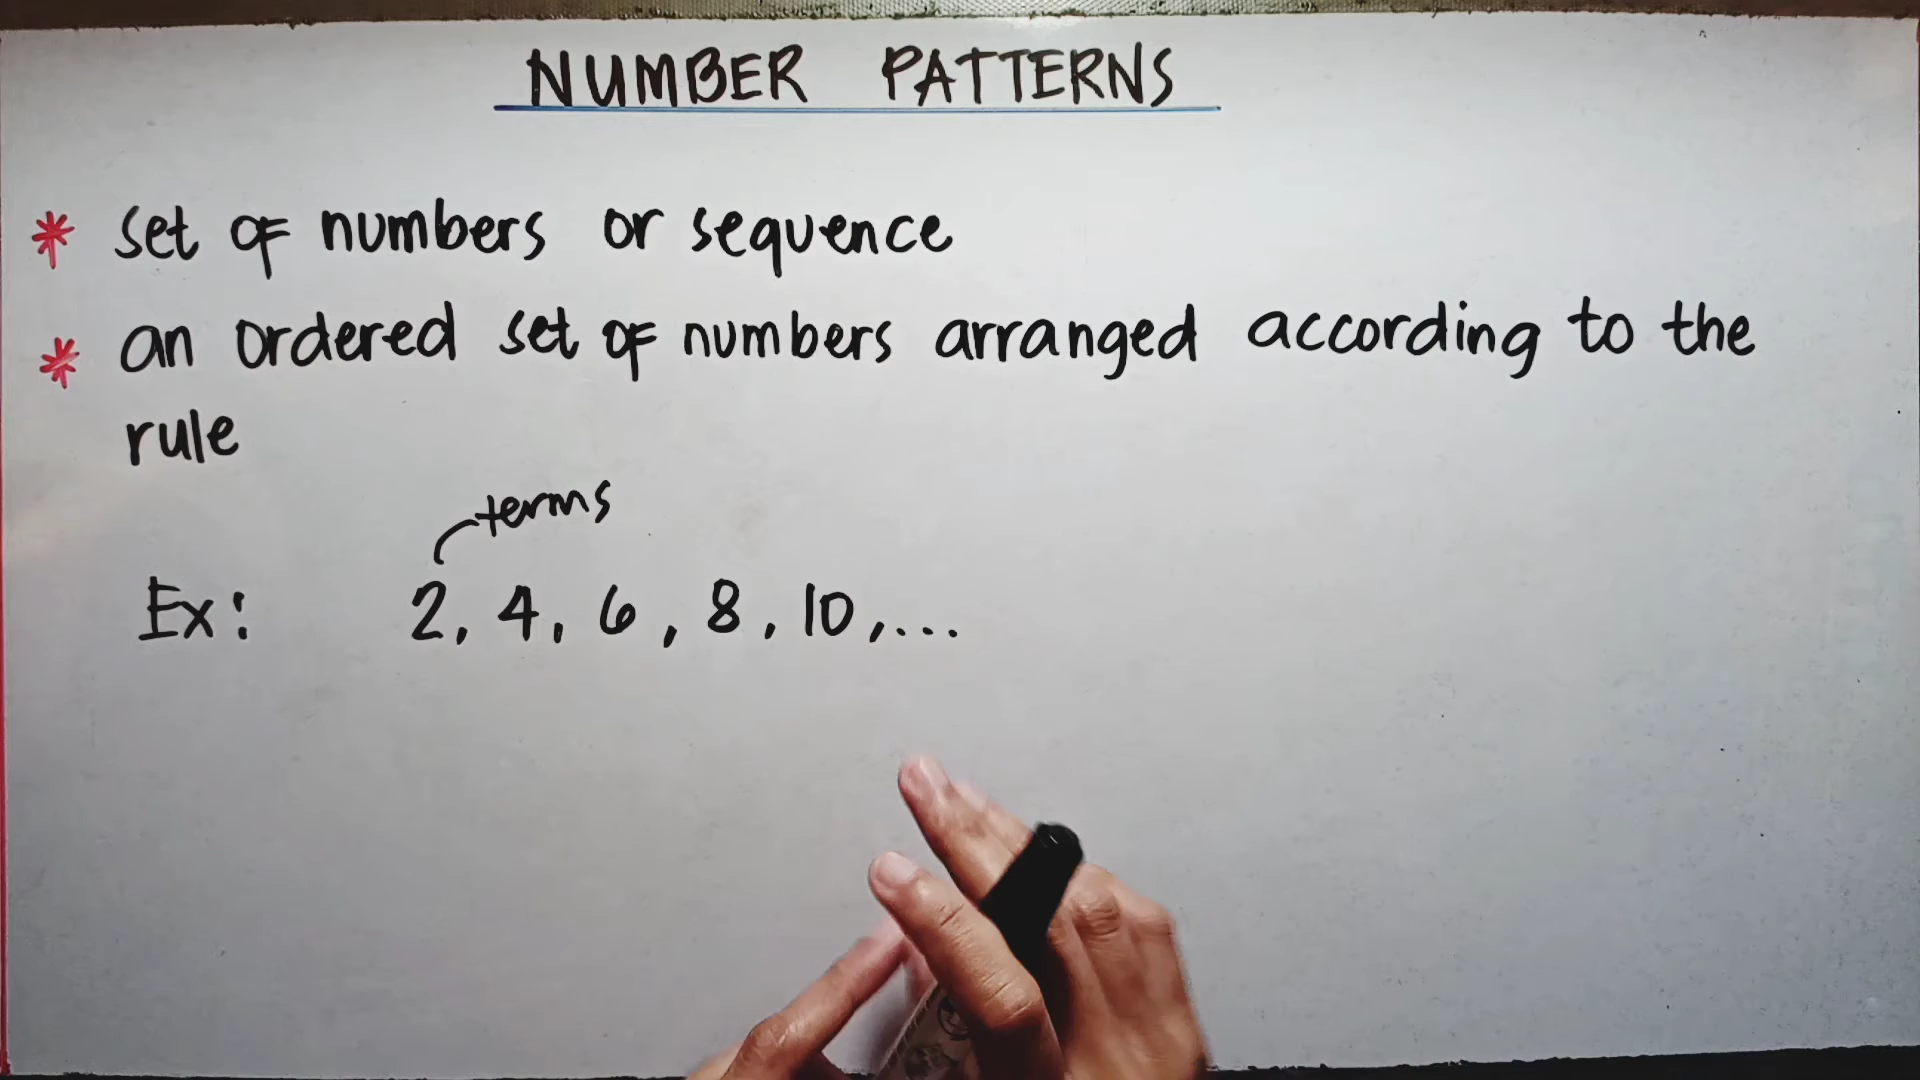 NUMBER PATTERNS
* set of numbers or sequence
* an ordered set of numbers arranged according to the
rule
terms
Ex: 2, 4, 6, 8, 10, ...